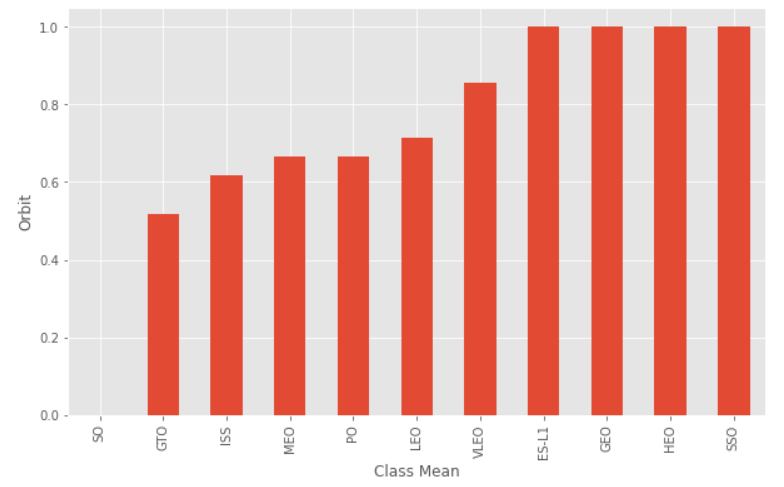 1.0
0.8
0.6
0.4
0.2
0.0
Orbit
SO
GTO
ISS
MEO
PO
LEO
VLEO
ES-L1
GEO
HEO
SSO
Class Mean